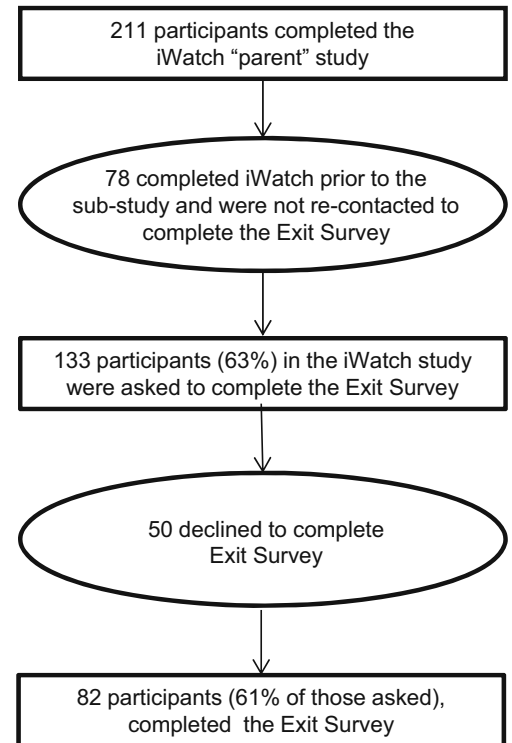 211 participants completed the
iWatch “parent” study
78 completed iWatch prior to the
sub-study and were not re-contacted to
complete the Exit Survey
133 participants (63%) in the iWatch study
were asked to complete the Exit Survey
50 declined to complete
Exit Survey
82 participants (61% of those asked),
completed the Exit Survey